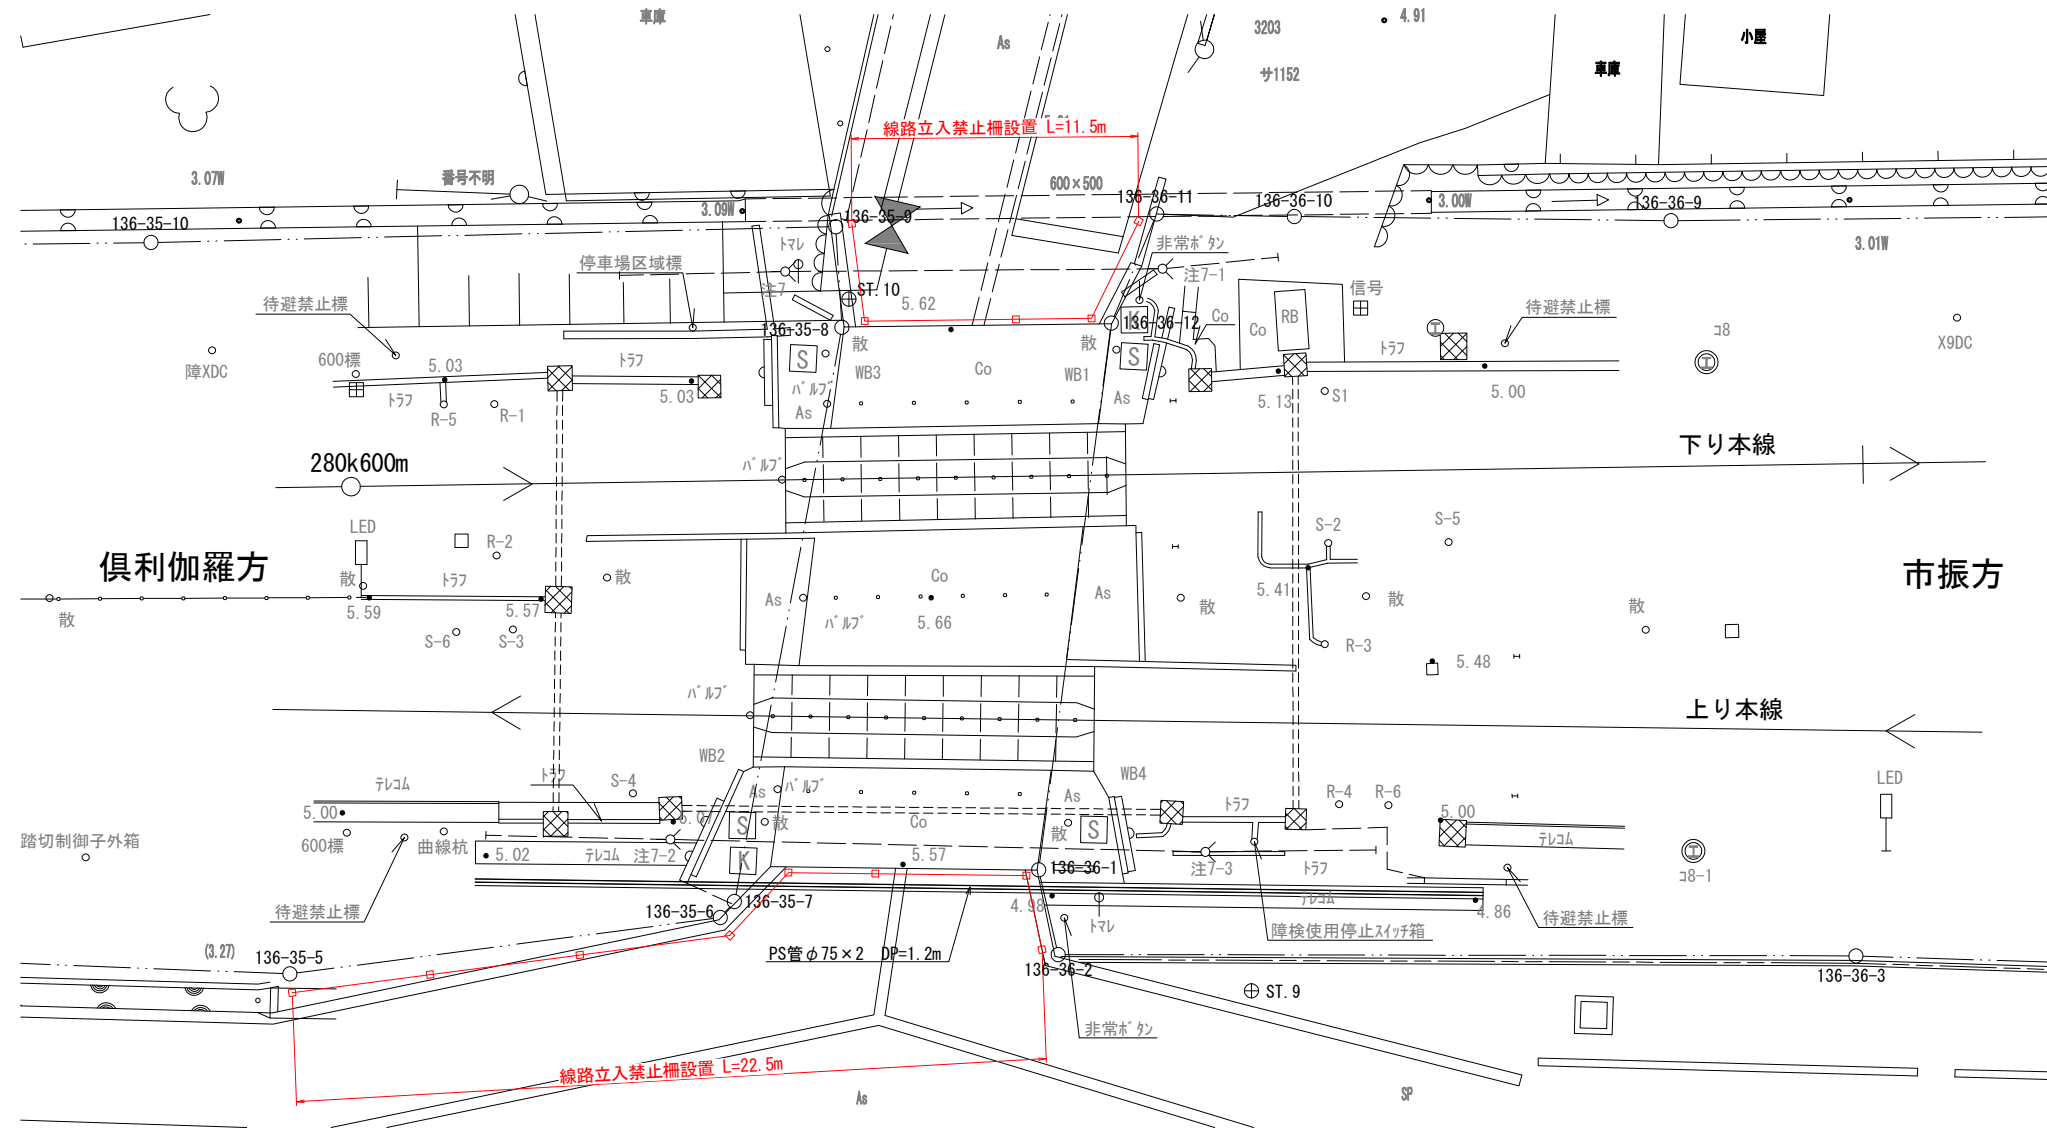 車庫
As
3203
4.91
小屋
車庫
サ1152
線路立入禁止柵設置 L=11.5m
3.07W
番号不明
3.09W
600×500
136-36-11
136-36-10
3.00W
136-36-9
136-35-10
136-35-9
3.01W
トマレ
非常ボタン
停車場区域標
注7
注7-1
ST.10
5.62
信号
待避禁止標
待避禁止標
136-35-8
K
136-36-12
Co
Co
RB
コ8
X9DC
障XDC
600標
5.03
トラフ
S
散
WB3
Co
散
WB1
S
トラフ
5.00
トラフ
R-5
R-1
5.03
バルブ
As
As
5.13
S1
280k600m
バルブ
下り本線
LED
R-2
S-2
S-5
倶利伽羅方
散
トラフ
散
Co
5.41
市振方
散
5.59
5.57
As
バルブ
5.66
As
散
散
散
S-6
S-3
R-3
5.48
バルブ
上り本線
WB2
WB4
LED
テレコム
トラフ
S-4
As
バルブ
As
トラフ
R-4
R-6
5.00
5.00
踏切制御子外箱
600標
曲線杭
S
散
Co
散
S
テレコム
5.02
テレコム
注7-2
K
5.57
136-36-1
注7-3
トラフ
コ8-1
待避禁止標
136-35-6
136-35-7
4.98
トマレ
テレコム
4.86
待避禁止標
障検使用停止スイッチ箱
(3.27)
136-35-5
PS管φ75×2 DP=1.2m
136-36-2
136-36-3
ST.9
非常ボタン
線路立入禁止柵設置 L=22.5m
As
SP